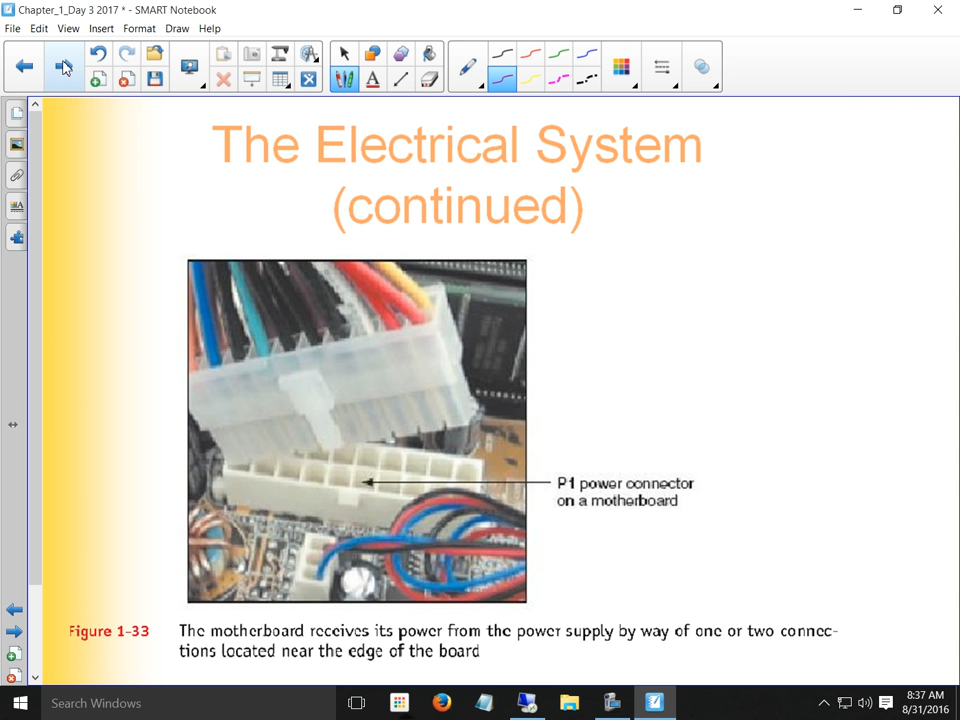 Chapter_1_Day 3 2017 * - SMART Notebook
File Edit View Insert Format Draw Help
The Electrical System
(continued)
P1 power connector
on a motherboard
Figure 1-33 The motherboard receives its power from the power supply by way of one or two connec-
tions located near the edge of the board
Search Windows
8:37 AM
8/31/2016